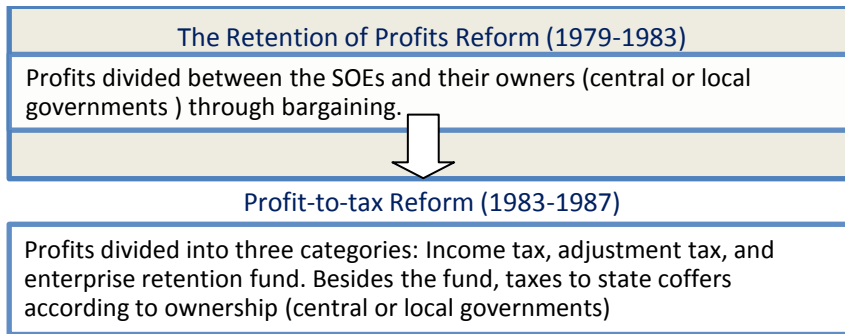 The Retention of Profits Reform (1979-1983)
Profits divided between the SOEs and their owners (central or local
governments ) through bargaining.
Profit-to-tax Reform (1983-1987)
Profits divided into three categories: Income tax, adjustment tax, and
enterprise retention fund. Besides the fund, taxes to state coffers
according to ownership (central or local governments)